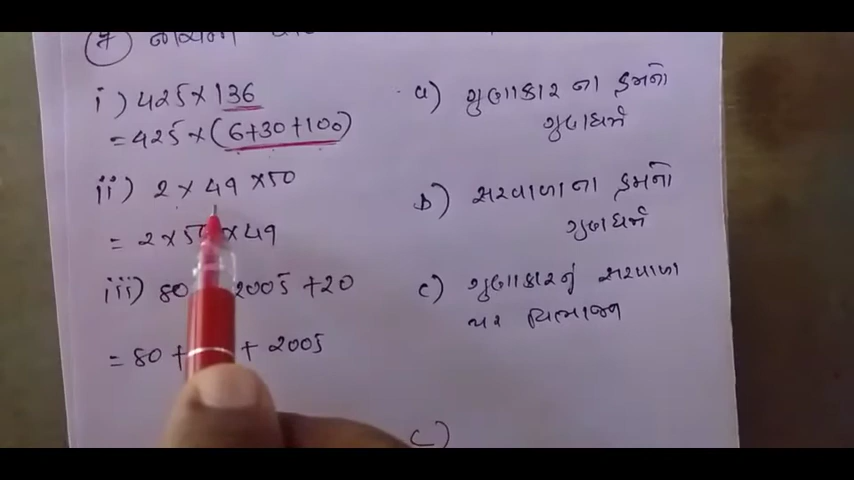 i) 425 × 136
a) ગુણાકાર ના ક્રમનો
ગુણધર્મ
= 425 × (6+30+100)
ii) 2 × 49 × 50
b) સરવાળા ના ક્રમનો
ગુણધર્મ
= 2 × 5 × 49
iii) 80 2005 + 20
c) ગુણાકારનું સરવાળા
પર વિભાજન
= 80 + + 2005
c)